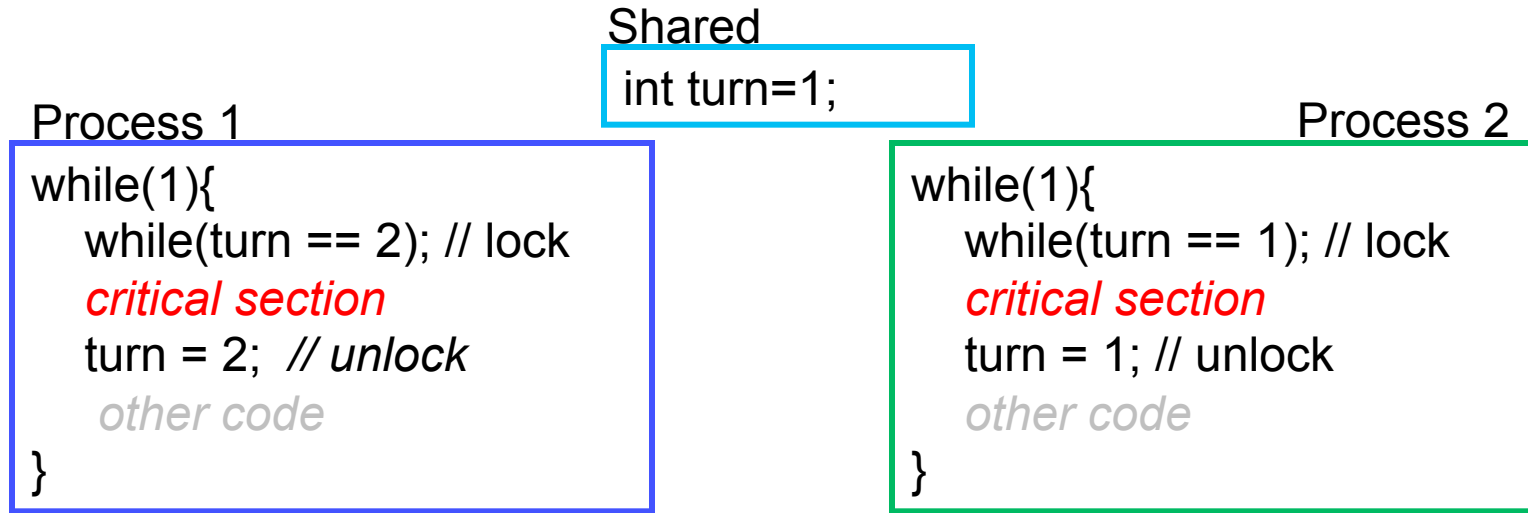 Shared
int turn=1;
Process 1
while(1){
while(turn == 2); // lock
critical section
turn = 2; // unlock
other code
}
Process 2
while(1){
while(turn == 1); // lock
critical section
turn = 1; // unlock
other code
}